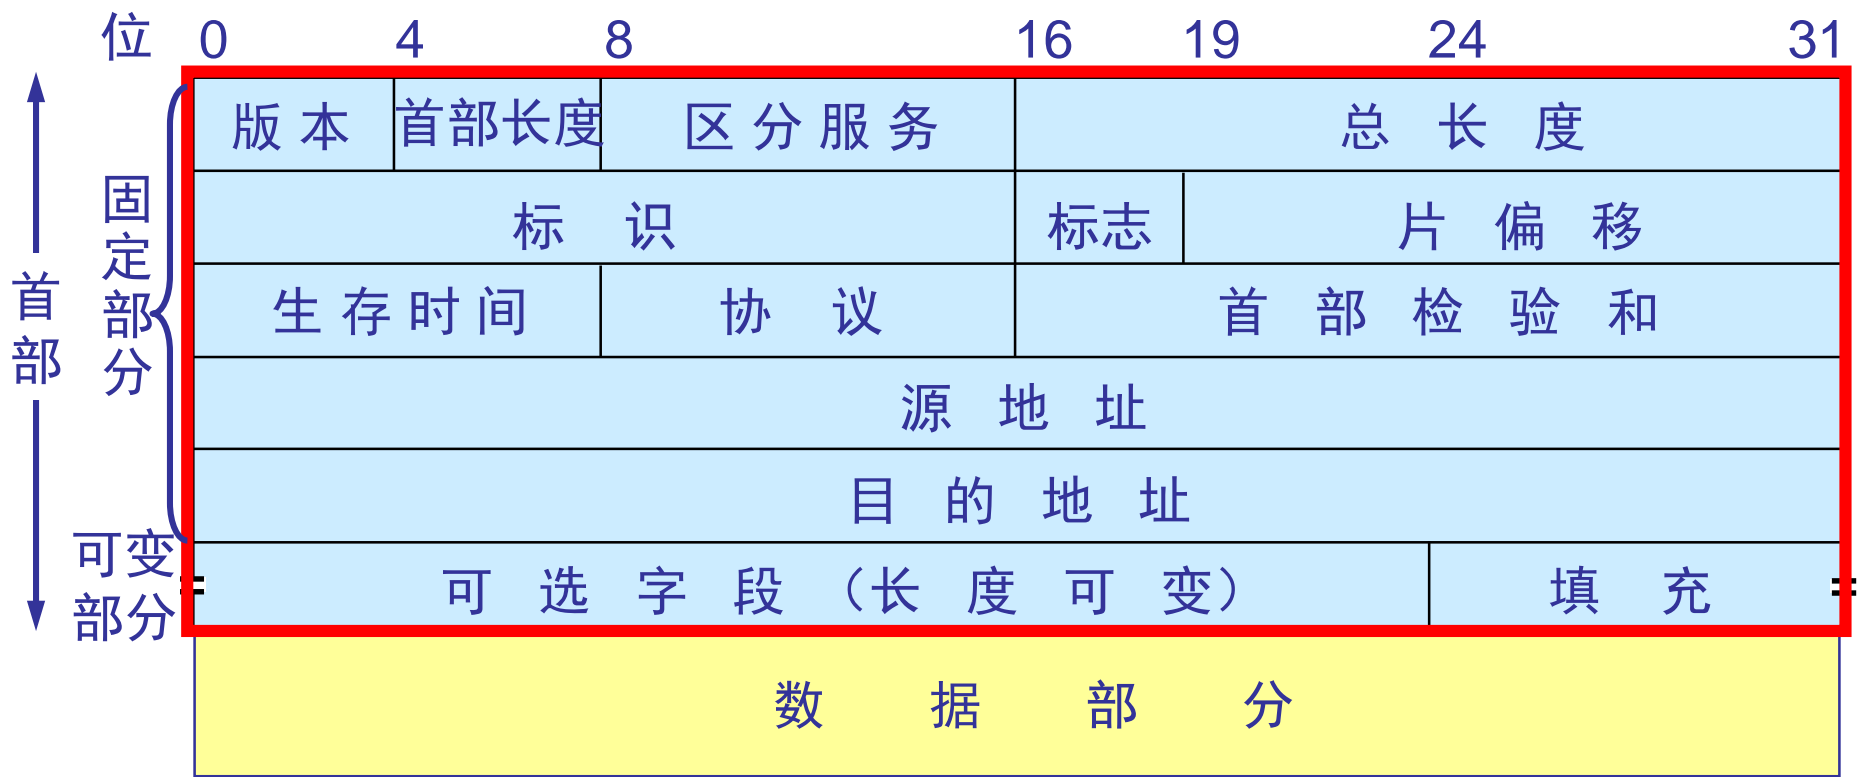 位 0 4 8 16 19 24 31
版本 首部长度 区分服务 总长度
标识 标志 片偏移
生存时间 协议 首部检验和
源地址
目的地址
可选字段（长度可变） 填充
数据部分
首部
固定部分
可变
部分